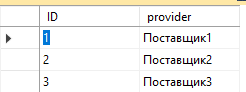 ID provider
1 Поставщик1
2 Поставщик2
3 Поставщик3